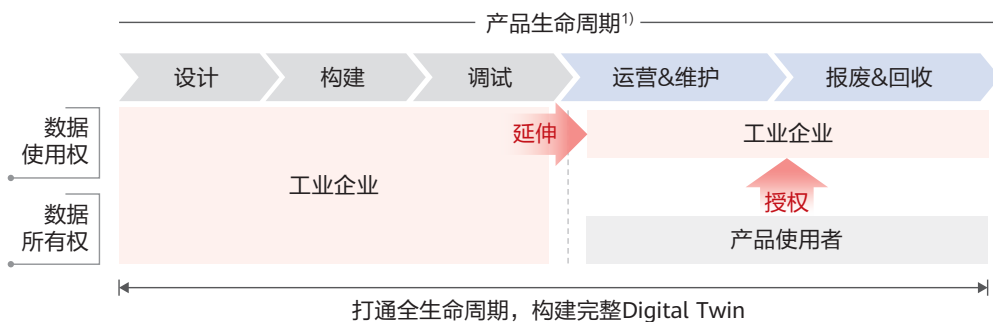 产品生命周期1)
设计
构建
调试
运营&维护
报废&回收
数据
使用权
延伸
工业企业
工业企业
授权
数据
所有权
产品使用者
打通全生命周期，构建完整Digital Twin